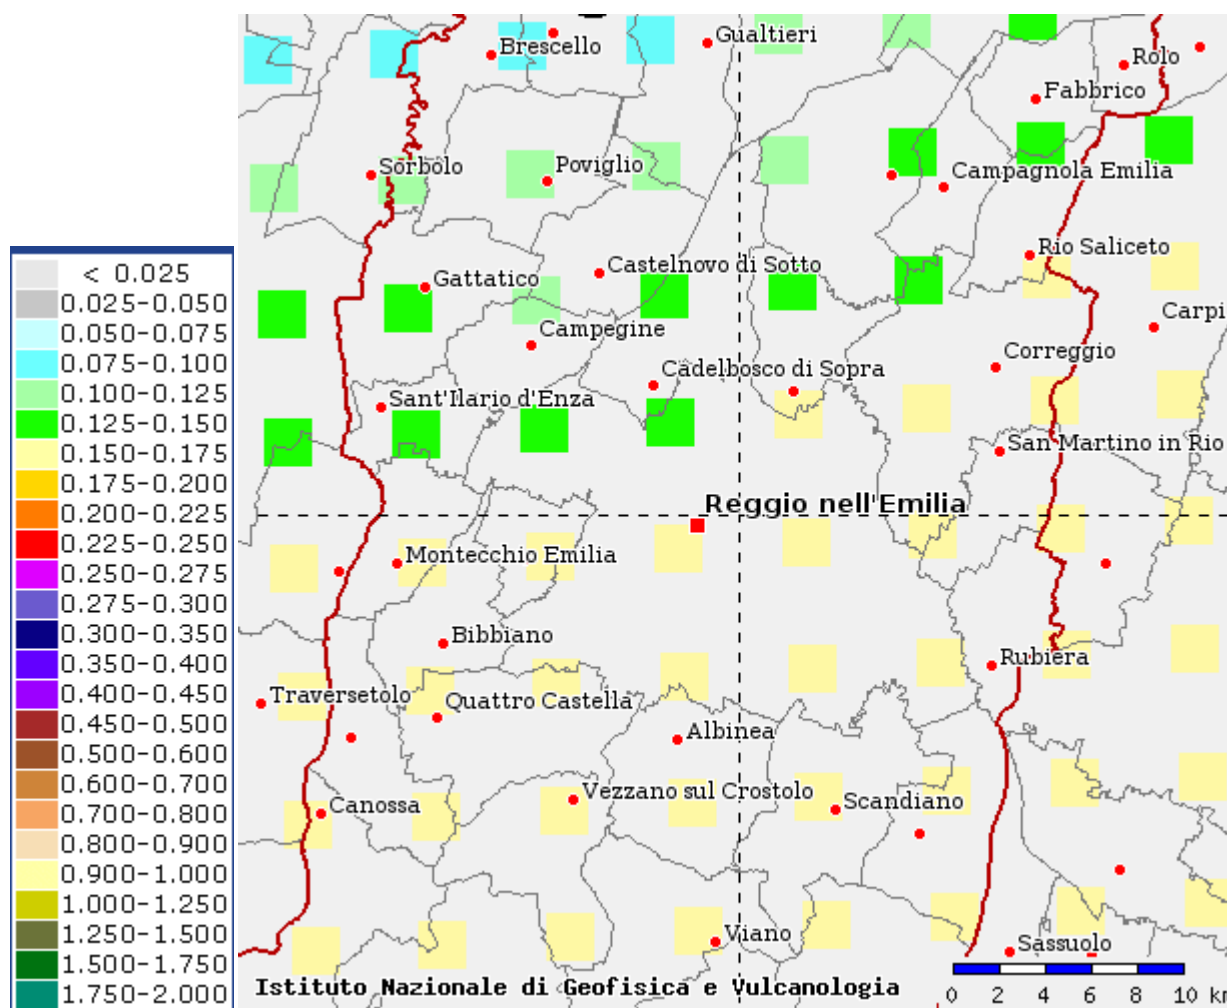 < 0.025
0.025-0.050
0.050-0.075
0.075-0.100
0.100-0.125
0.125-0.150
0.150-0.175
0.175-0.200
0.200-0.225
0.225-0.250
0.250-0.275
0.275-0.300
0.300-0.350
0.350-0.400
0.400-0.450
0.450-0.500
0.500-0.600
0.600-0.700
0.700-0.800
0.800-0.900
0.900-1.000
1.000-1.250
1.250-1.500
1.500-1.750
1.750-2.000
Gualtieri
Brescello
Rolo
Fabbrico
Sorbolo
Poviglio
Campagnola Emilia
Rio Saliceto
Castelnovo di Sotto
Gattatico
Carpi
Campegine
Correggio
Cadelbosco di Sopra
Sant'Ilario d'Enza
San Martino in Rio
Reggio nell'Emilia
Montecchio Emilia
Bibbiano
Rubiera
Traversetolo
Quattro Castella
Albinea
Vezzano sul Crostolo
Scandiano
Canossa
Viano
Sassuolo
Istituto Nazionale di Geofisica e Vulcanologia
0 2 4 6 8 10 km